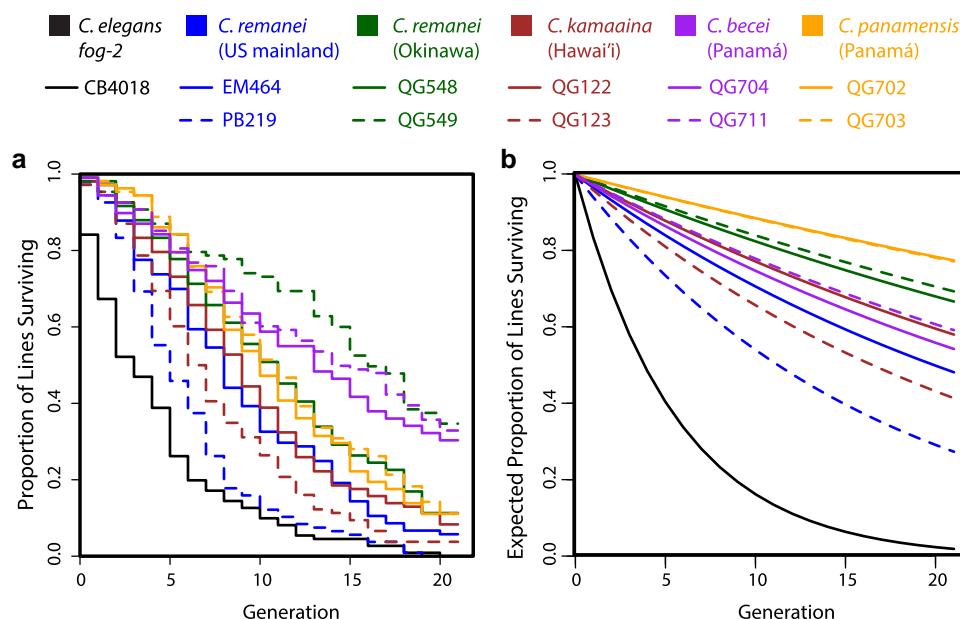 C. elegans fog-2
C. remanei (US mainland)
C. remanei (Okinawa)
C. kamaaina (Hawai'i)
C. becei (Panamá)
C. panamensis (Panamá)
CB4018
EM464
QG548
QG122
QG704
QG702
PB219
QG549
QG123
QG711
QG703
a
Proportion of Lines Surviving
1.0
0.8
0.6
0.4
0.2
0.0
0
5
10
15
20
Generation
b
Expected Proportion of Lines Surviving
1.0
0.8
0.6
0.4
0.2
0.0
0
5
10
15
20
Generation